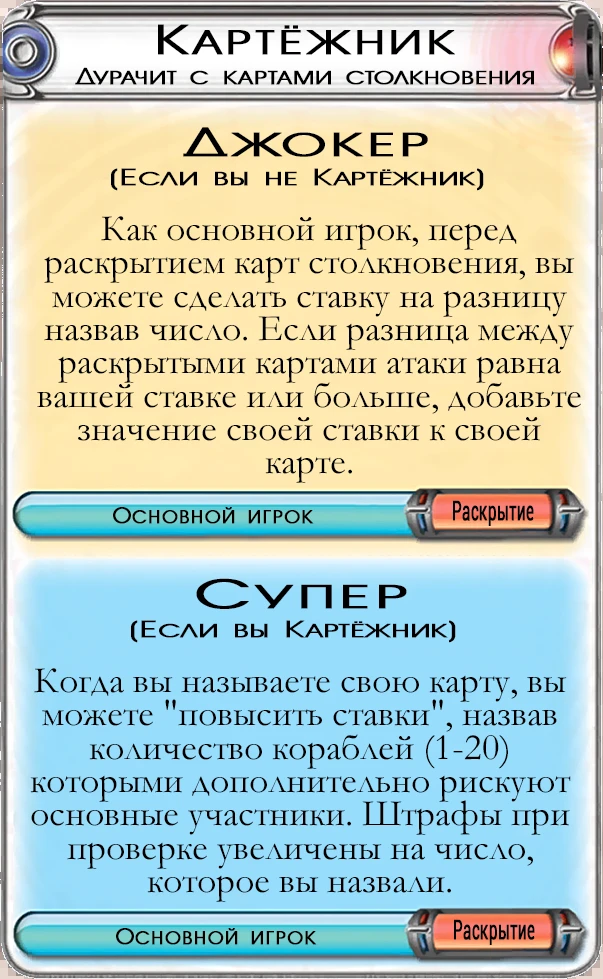 Картёжник
Дурачит с картами столкновения
Джокер
(Если вы не Картёжник)
Как основной игрок, перед
раскрытием карт столкновения, вы
можете сделать ставку на разницу
назвав число. Если разница между
раскрытыми картами атаки равна
вашей ставке или больше, добавьте
значение своей ставки к своей
карте.
Основной игрок Раскрытие
Супер
(Если вы Картёжник)
Когда вы называете свою карту, вы
можете "повысить ставки", назвав
количество кораблей (1-20)
которыми дополнительно рискуют
основные участники. Штрафы при
проверке увеличены на число,
которое вы назвали.
Основной игрок Раскрытие